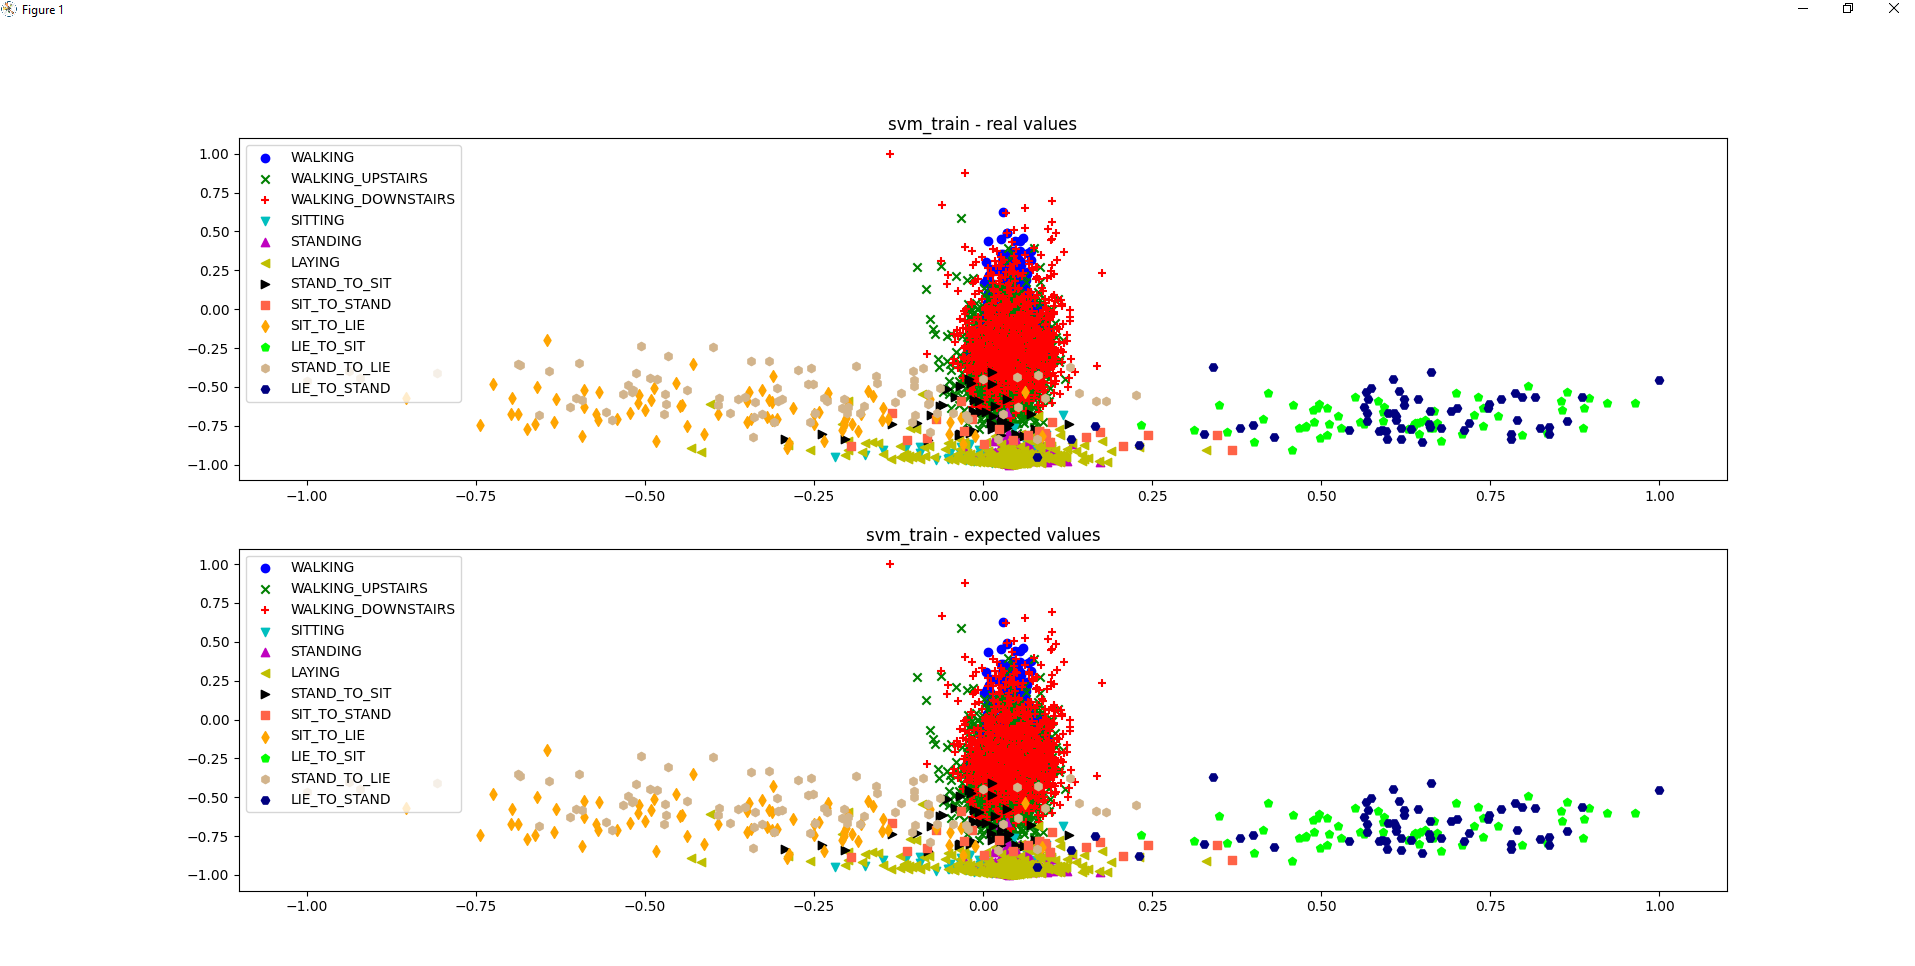 Figure 1
svm_train - real values
1.00
0.75
0.50
0.25
0.00
−0.25
−0.50
−0.75
−1.00
WALKING
WALKING_UPSTAIRS
WALKING_DOWNSTAIRS
SITTING
STANDING
LAYING
STAND_TO_SIT
SIT_TO_STAND
SIT_TO_LIE
LIE_TO_SIT
STAND_TO_LIE
LIE_TO_STAND
−1.00 −0.75 −0.50 −0.25 0.00 0.25 0.50 0.75 1.00
svm_train - expected values
1.00
0.75
0.50
0.25
0.00
−0.25
−0.50
−0.75
−1.00
WALKING
WALKING_UPSTAIRS
WALKING_DOWNSTAIRS
SITTING
STANDING
LAYING
STAND_TO_SIT
SIT_TO_STAND
SIT_TO_LIE
LIE_TO_SIT
STAND_TO_LIE
LIE_TO_STAND
−1.00 −0.75 −0.50 −0.25 0.00 0.25 0.50 0.75 1.00